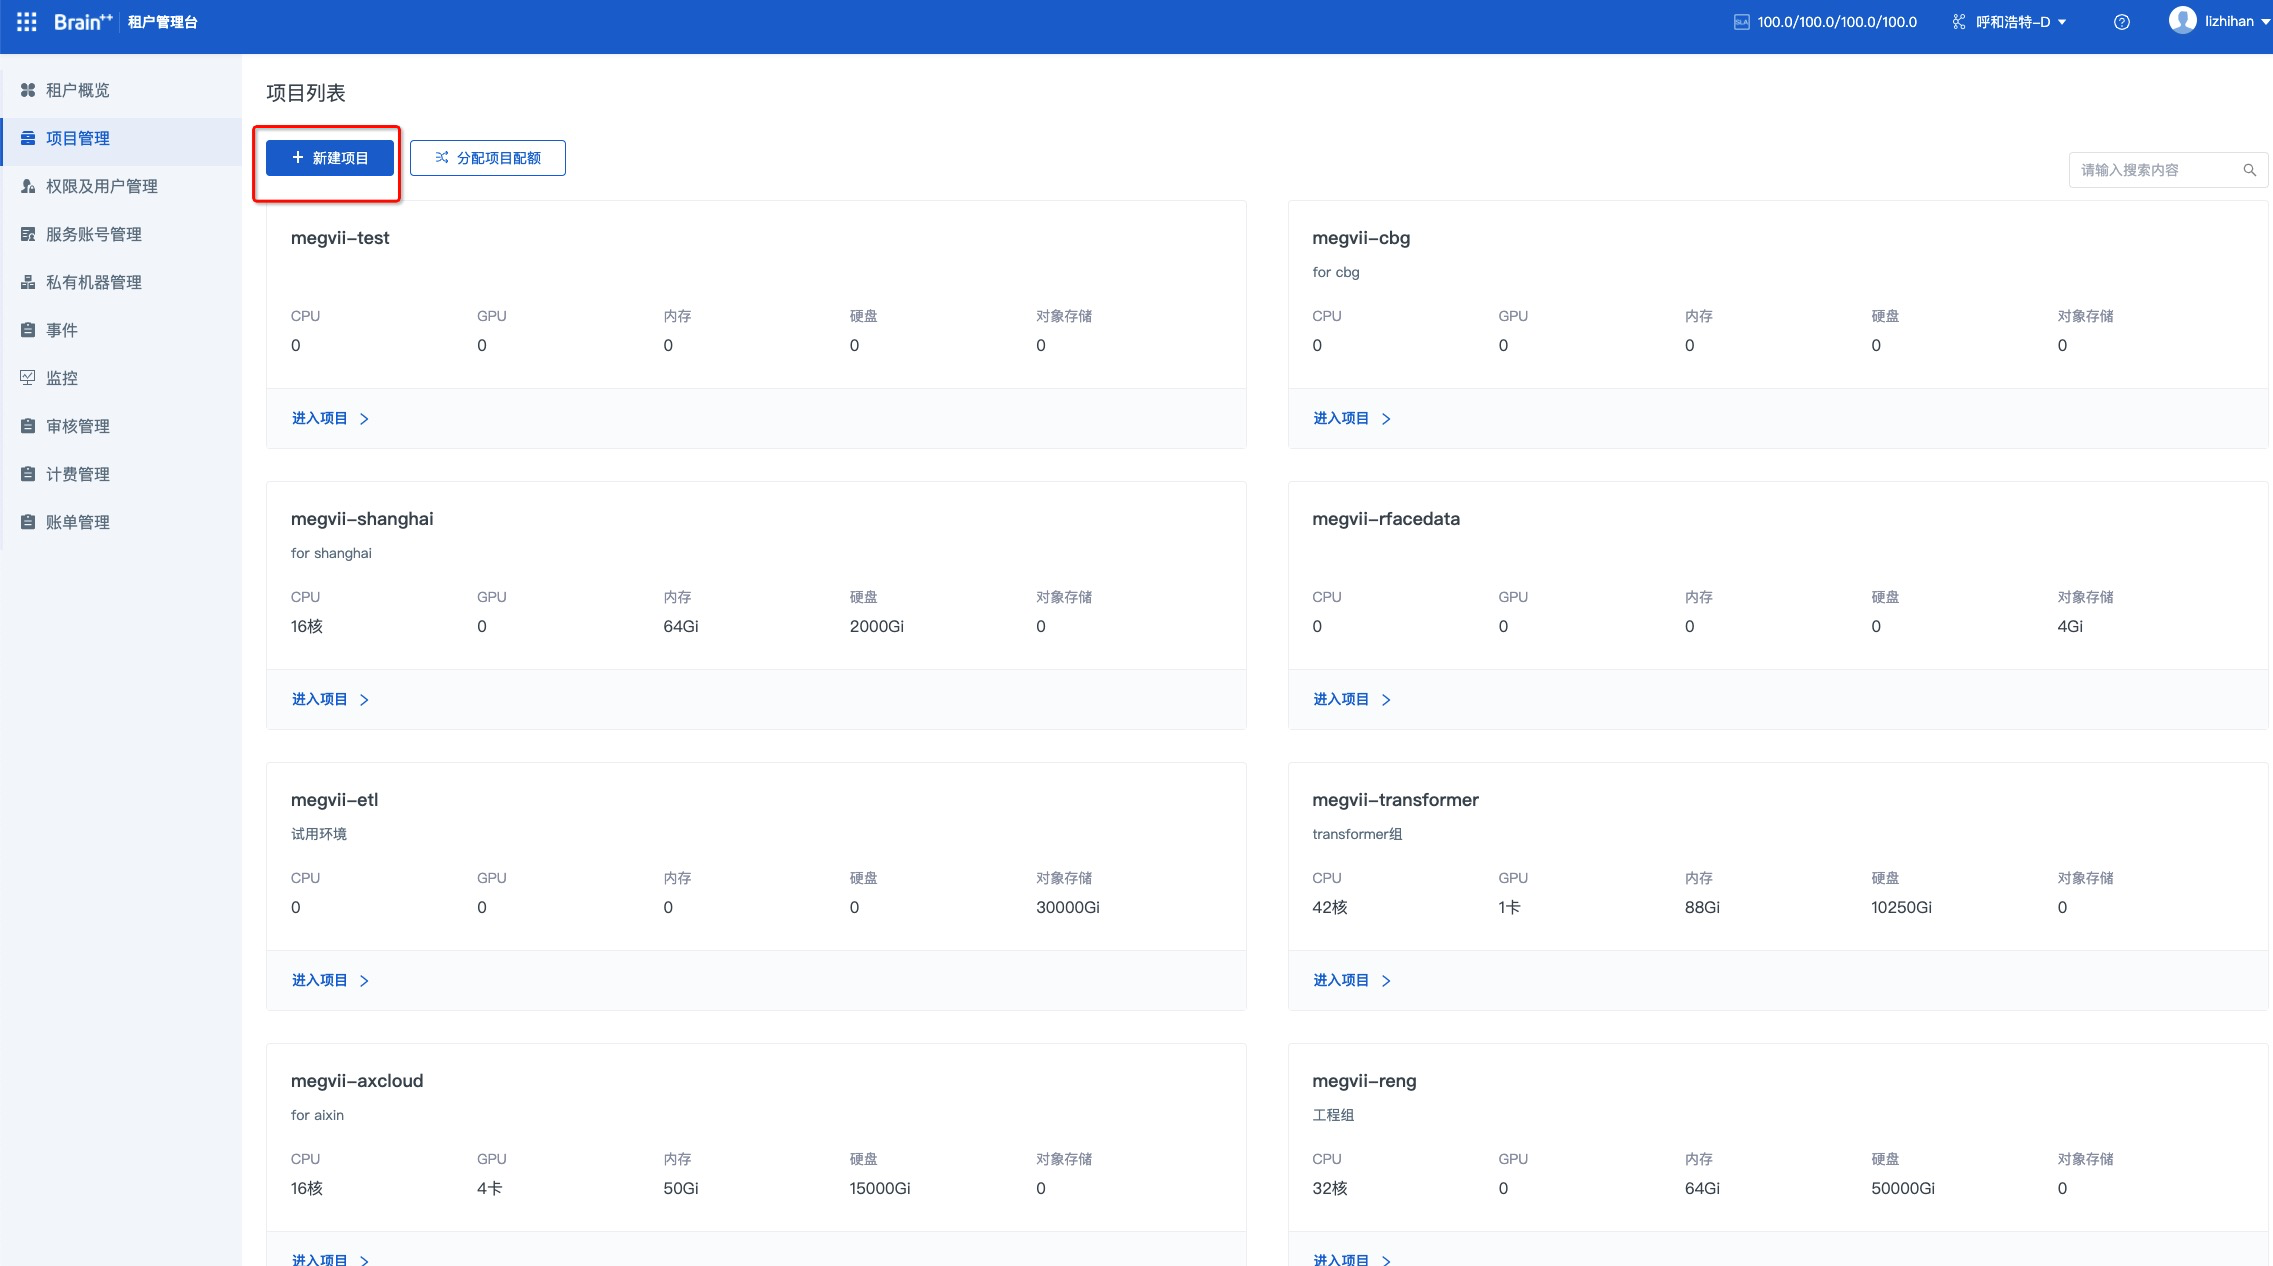 Brain++ 租户管理台
SLA 100.0/100.0/100.0/100.0
呼和浩特-D
lizhihan
租户概览
项目管理
权限及用户管理
服务账号管理
私有机器管理
事件
监控
审核管理
计费管理
账单管理
项目列表
+ 新建项目
分配项目配额
请输入搜索内容
megvii-test
CPU GPU 内存 硬盘 对象存储
0 0 0 0 0
进入项目 >
megvii-cbg
for cbg
CPU GPU 内存 硬盘 对象存储
0 0 0 0 0
进入项目 >
megvii-shanghai
for shanghai
CPU GPU 内存 硬盘 对象存储
16核 0 64Gi 2000Gi 0
进入项目 >
megvii-rfacedata
CPU GPU 内存 硬盘 对象存储
0 0 0 0 4Gi
进入项目 >
megvii-etl
试用环境
CPU GPU 内存 硬盘 对象存储
0 0 0 0 30000Gi
进入项目 >
megvii-transformer
transformer组
CPU GPU 内存 硬盘 对象存储
42核 1卡 88Gi 10250Gi 0
进入项目 >
megvii-axcloud
for aixin
CPU GPU 内存 硬盘 对象存储
16核 4卡 50Gi 15000Gi 0
进入项目 >
megvii-reng
工程组
CPU GPU 内存 硬盘 对象存储
32核 0 64Gi 50000Gi 0
进入项目 >